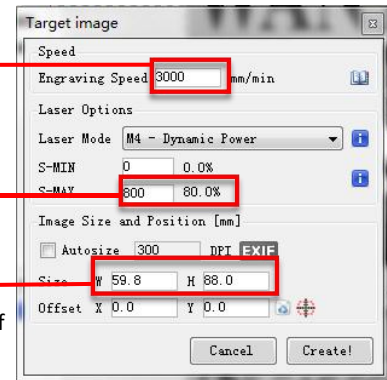 Target image
Speed
Engraving Speed 3000 mm/min
Laser Options
Laser Mode M4 - Dynamic Power
S-MIN 0 0.0%
S-MAX 800 80.0%
Image Size and Position [mm]
Autosize 300 DPI EXIF
Size W 59.8 H 88.0
Offset X 0.0 Y 0.0
f
Cancel Create!